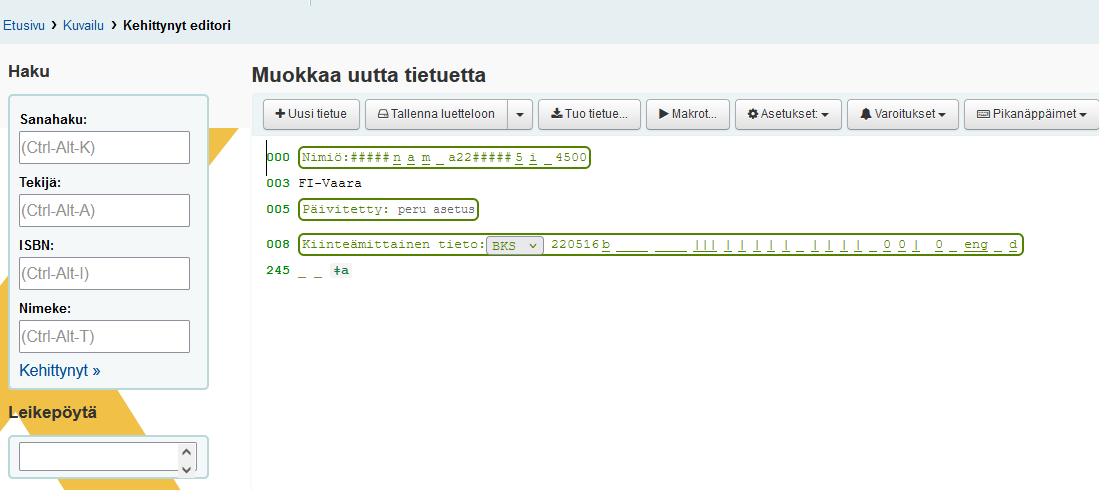 Etusivu > Kuvailu > Kehittynyt editori
Haku
Sanahaku:
(Ctrl-Alt-K)
Tekijä:
(Ctrl-Alt-A)
ISBN:
(Ctrl-Alt-I)
Nimeke:
(Ctrl-Alt-T)
Kehittynyt »
Leikepöytä
Muokkaa uutta tietuetta
Uusi tietue Tallenna luetteloon Tuo tietue... Makrot... Asetukset: Varoitukset Pikanäppäimet
000 Nimiö:#####n a m _ a22#####5 i _ 4500
003 FI-Vaara
005 Päivitetty: peru asetus
008 Kiinteämittainen tieto: BKS 220516b ____ ____ ||| | | | | | _ | | | | _ 0 0 | _ 0 _ eng _ d
245 _ _ ‡a